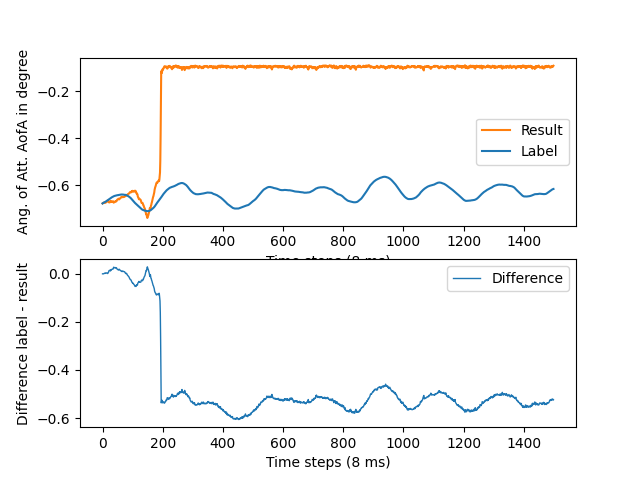 Ang. of Att. AofA in degree
−0.2
−0.4
−0.6
Result
Label
0 200 400 600 800 1000 1200 1400
Time steps (8 ms)
Difference label - result
0.0
−0.2
−0.4
−0.6
Difference
0 200 400 600 800 1000 1200 1400
Time steps (8 ms)